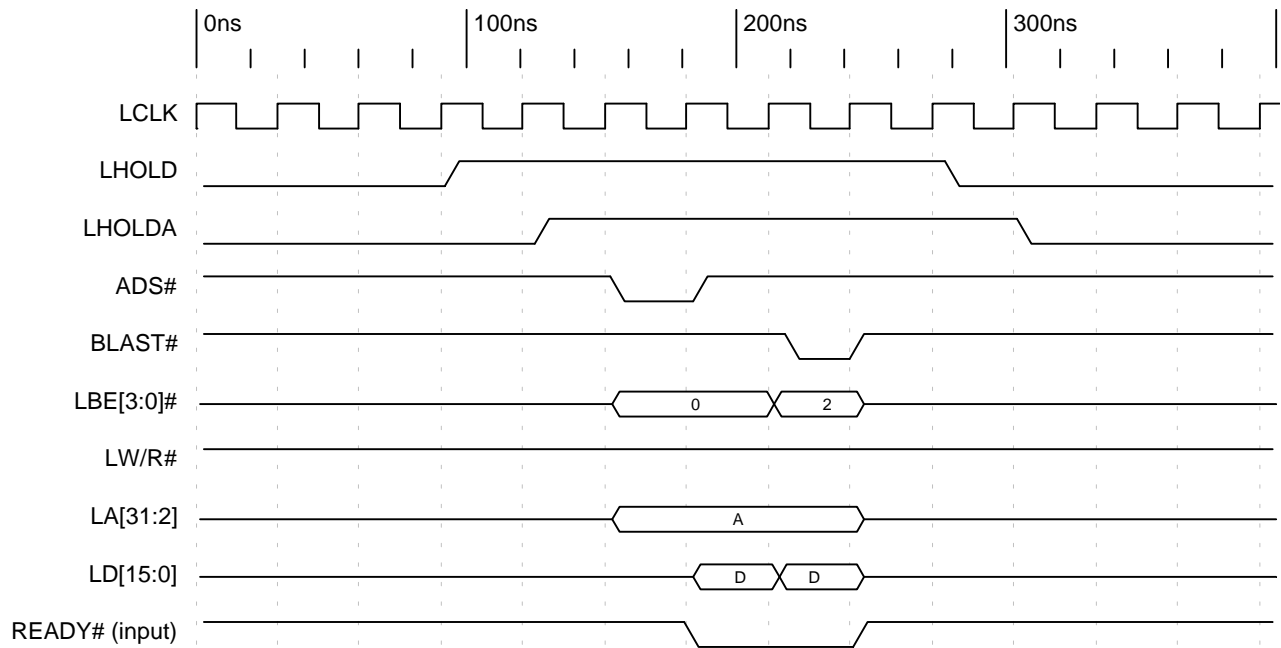 0ns 100ns 200ns 300ns
LCLK
LHOLD
LHOLDA
ADS#
BLAST#
LBE[3:0]# 0 2
LW/R#
LA[31:2] A
LD[15:0] D D
READY# (input)